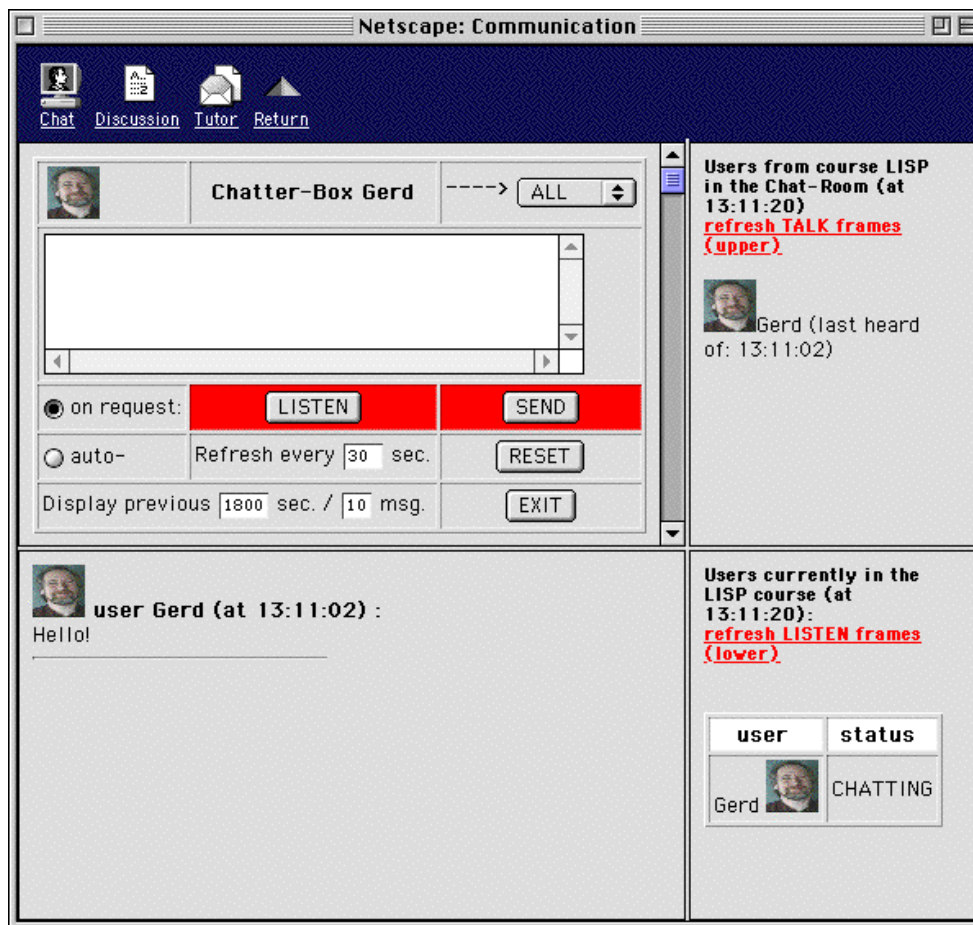 Netscape: Communication
Chat Discussion Tutor Return
Chatter-Box Gerd ----> ALL
on request: LISTEN SEND
auto- Refresh every 30 sec. RESET
Display previous 1800 sec. / 10 msg. EXIT
Users from course LISP
in the Chat-Room (at
13:11:20)
refresh TALK frames
(upper)
Gerd (last heard
of: 13:11:02)
user Gerd (at 13:11:02) :
Hello!
Users currently in the
LISP course (at
13:11:20):
refresh LISTEN frames
(lower)
user status
Gerd CHATTING